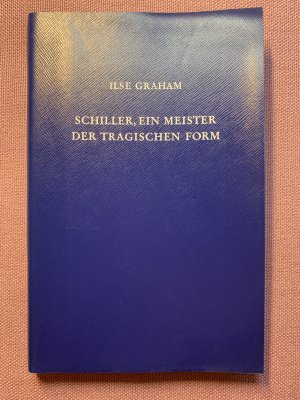 ILSE GRAHAM
SCHILLER, EIN MEISTER
DER TRAGISCHEN FORM